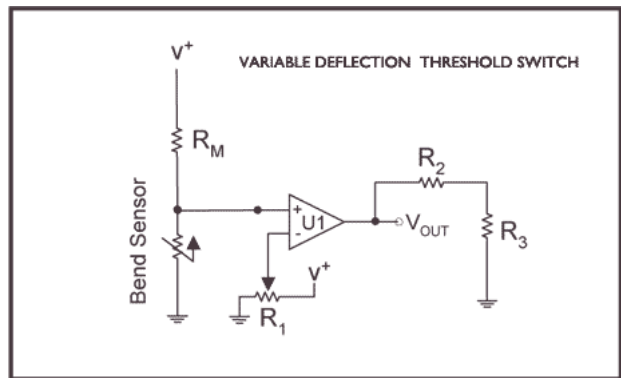 V+
VARIABLE DEFLECTION THRESHOLD SWITCH
RM
R2
Bend Sensor
+
U1
-
VOUT
R3
V+
R1